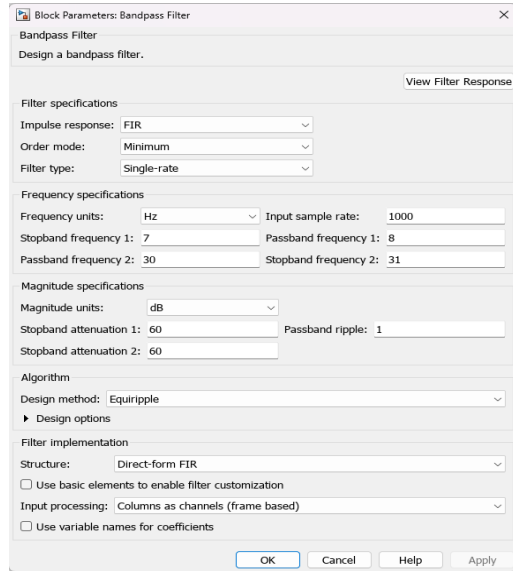 Block Parameters: Bandpass Filter
Bandpass Filter
Design a bandpass filter.
View Filter Response
Filter specifications
Impulse response: FIR
Order mode: Minimum
Filter type: Single-rate
Frequency specifications
Frequency units: Hz Input sample rate: 1000
Stopband frequency 1: 7 Passband frequency 1: 8
Passband frequency 2: 30 Stopband frequency 2: 31
Magnitude specifications
Magnitude units: dB
Stopband attenuation 1: 60 Passband ripple: 1
Stopband attenuation 2: 60
Algorithm
Design method: Equiripple
Design options
Filter implementation
Structure: Direct-form FIR
Use basic elements to enable filter customization
Input processing: Columns as channels (frame based)
Use variable names for coefficients
OK Cancel Help Apply